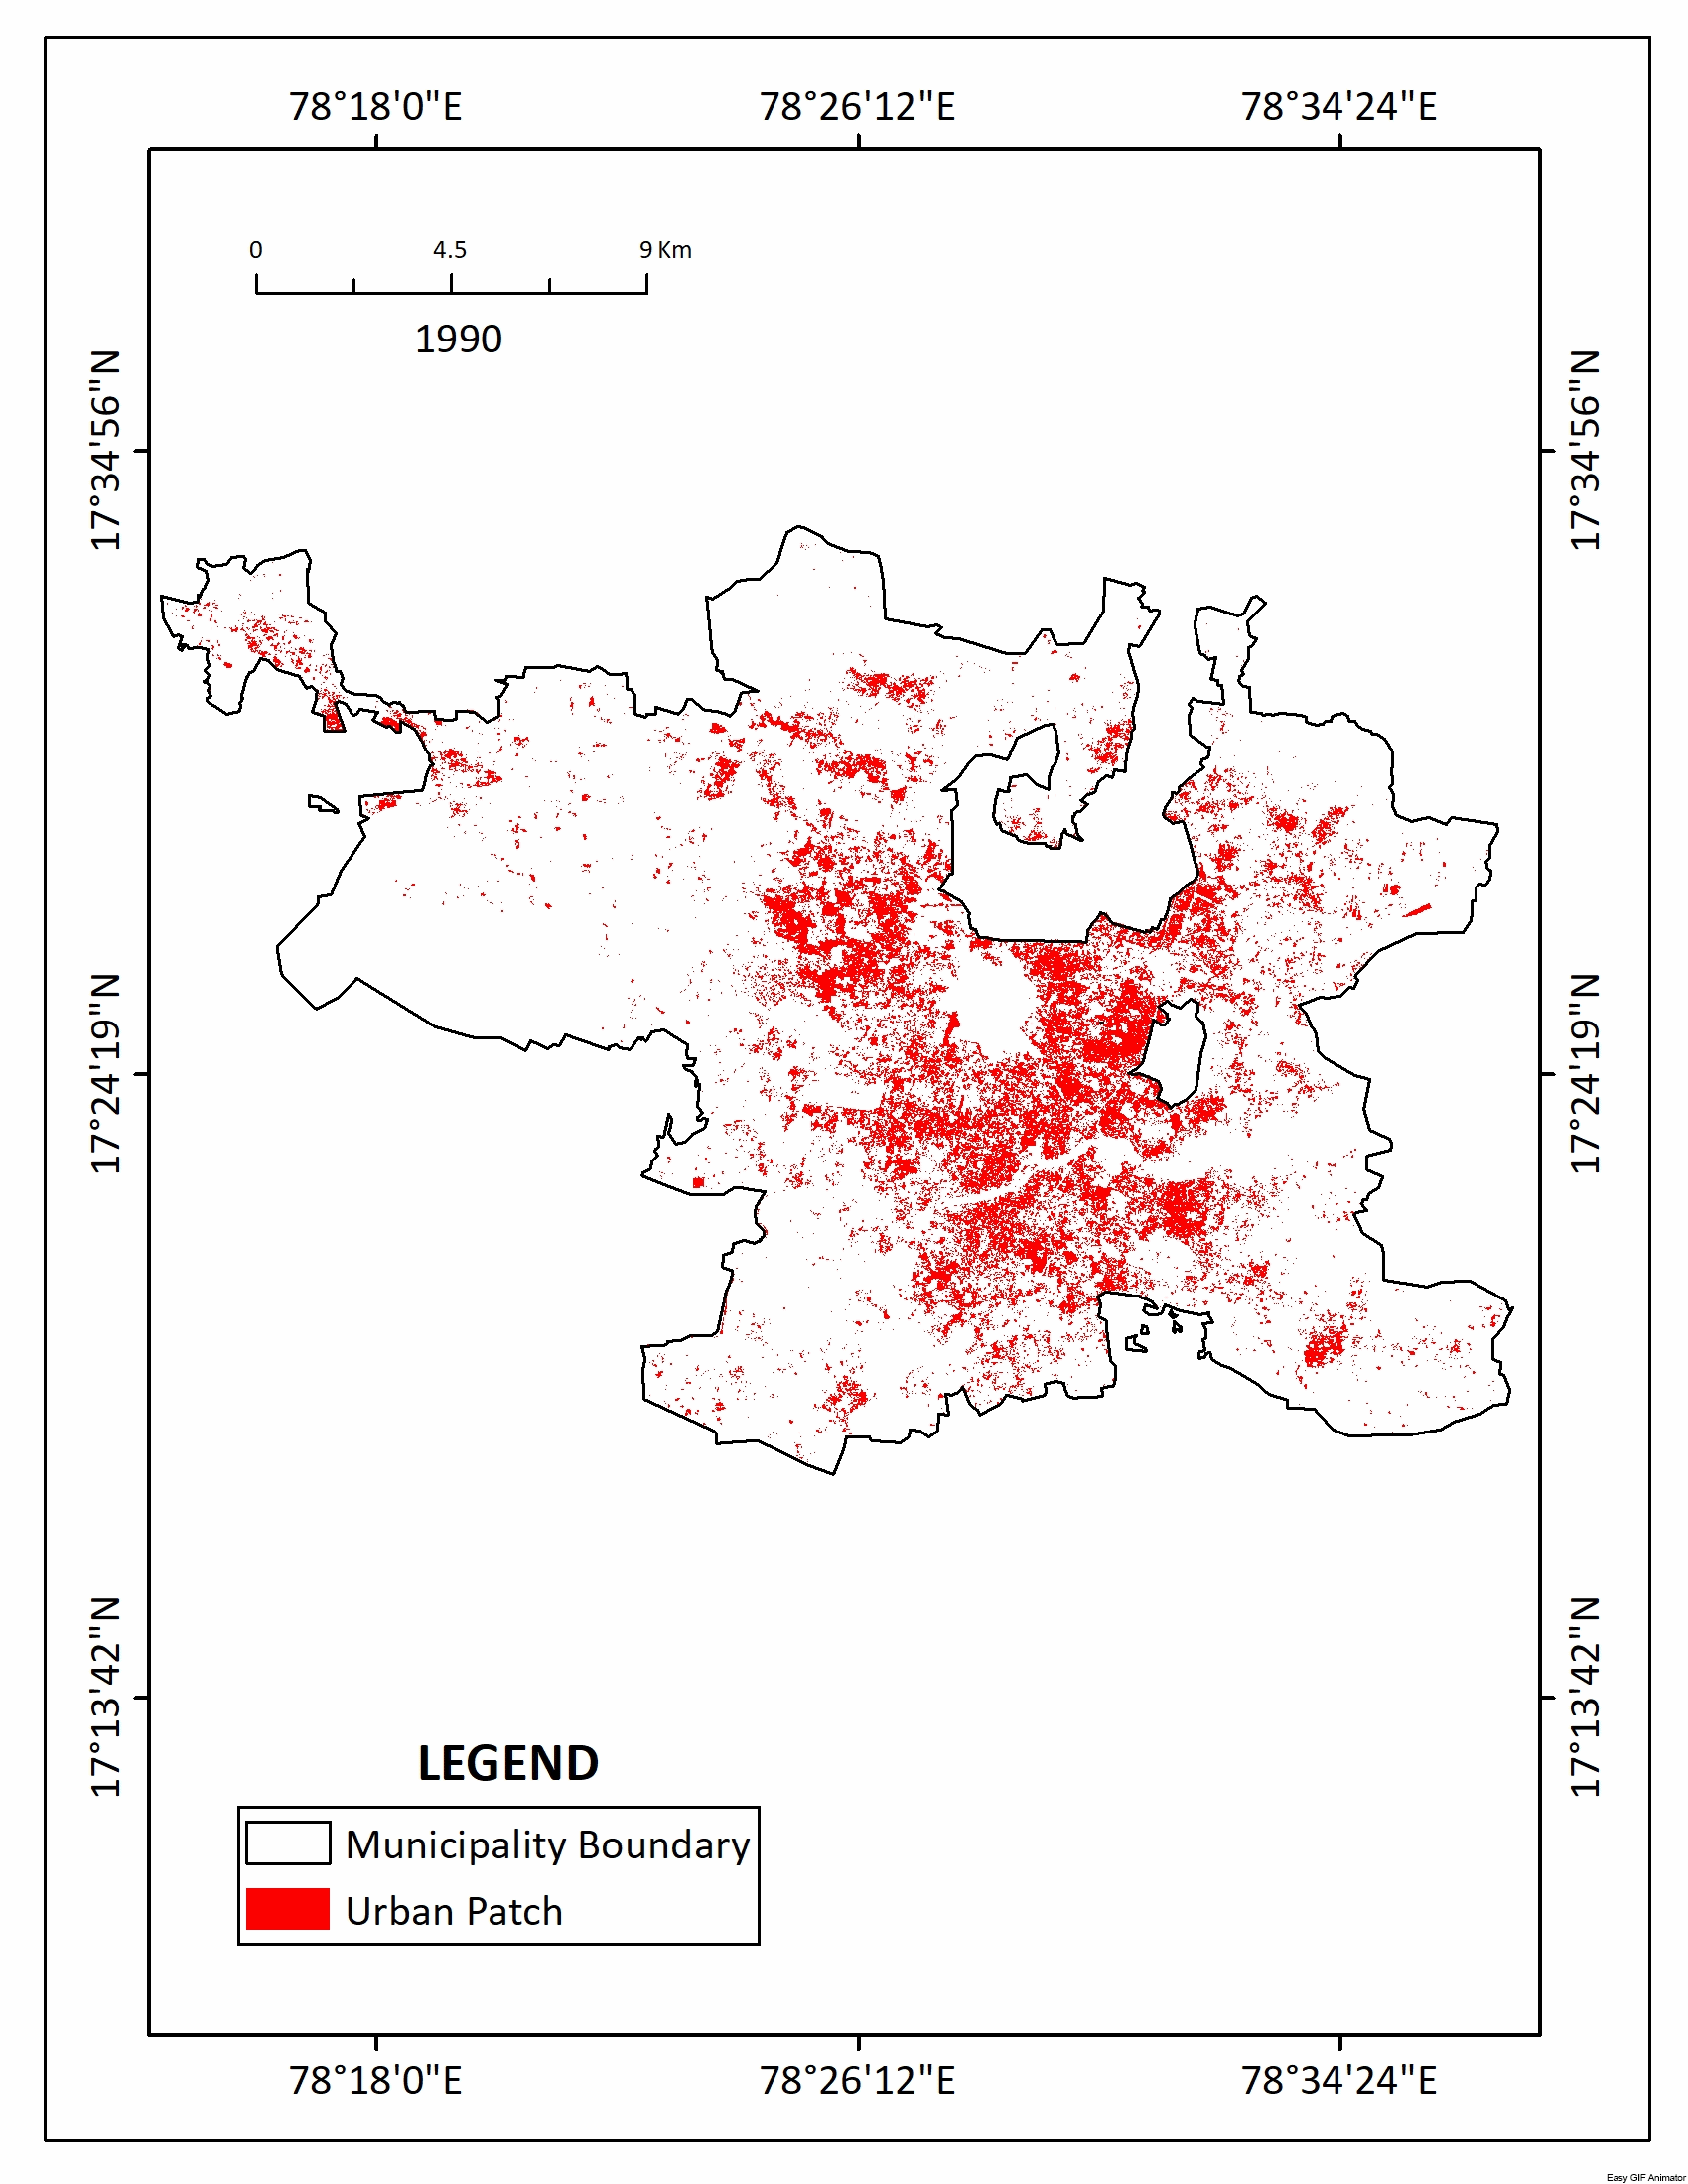 78°18'0"E 78°26'12"E 78°34'24"E
0 4.5 9 Km
1990
17°34'56"N 17°34'56"N
17°24'19"N 17°24'19"N
17°13'42"N 17°13'42"N
LEGEND
Municipality Boundary
Urban Patch
78°18'0"E 78°26'12"E 78°34'24"E
Easy GIF Animator